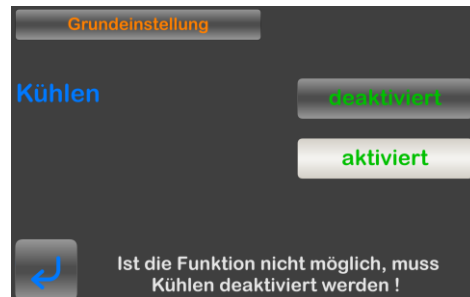 Grundeinstellung
Kühlen
deaktiviert
aktiviert
Ist die Funktion nicht möglich, muss
Kühlen deaktiviert werden !